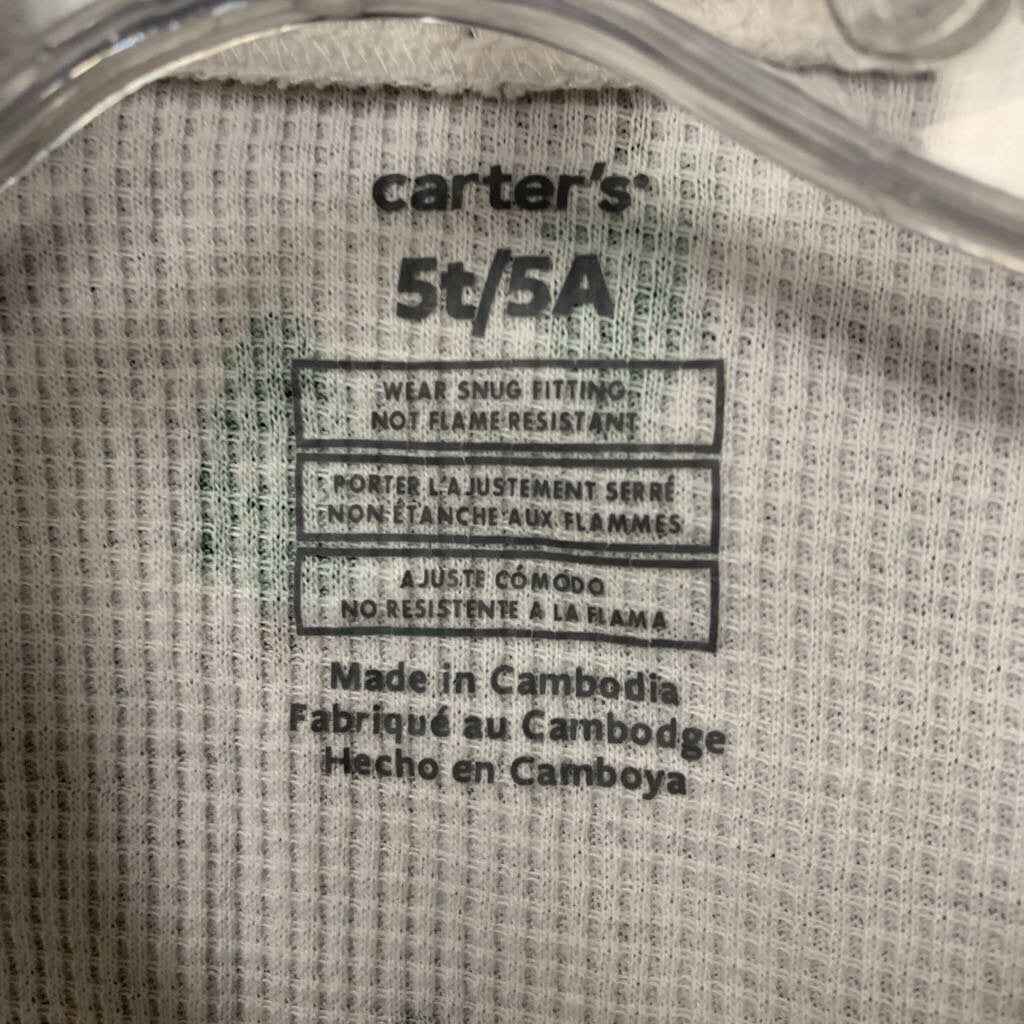 carter's
5t/5A
WEAR SNUG FITTING
NOT FLAME RESISTANT
PORTER L'AJUSTEMENT SERRÉ
NON ÉTANCHE AUX FLAMMES
AJUSTE CÓMODO
NO RESISTENTE A LA FLAMA
Made in Cambodia
Fabriqué au Cambodge
Hecho en Camboya